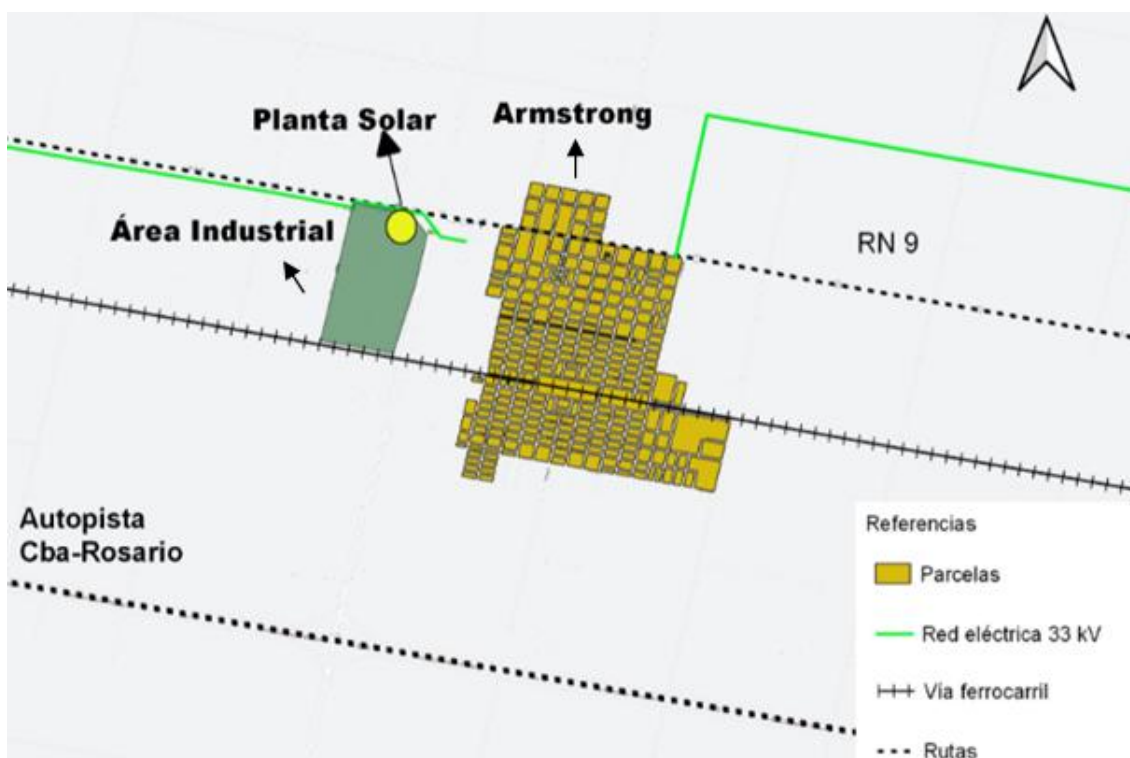 Planta Solar
Armstrong
Área Industrial
RN 9
Autopista
Cba-Rosario
Referencias
Parcelas
Red eléctrica 33 kV
Vía ferrocarril
Rutas